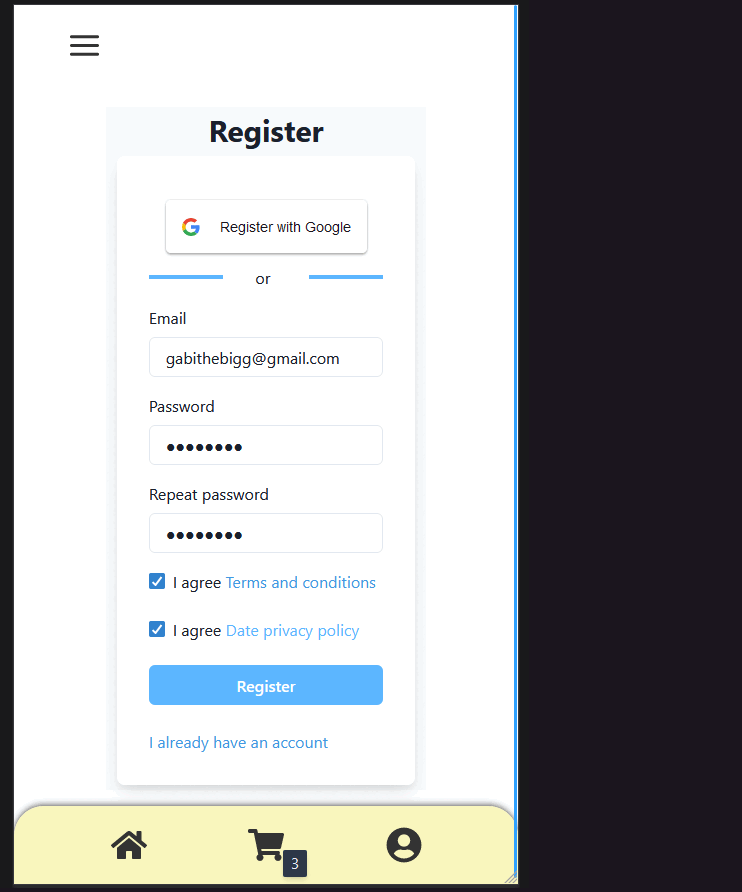 Register
Register with Google
or
Email
gabithebigg@gmail.com
Password
Repeat password
I agree Terms and conditions
I agree Date privacy policy
Register
I already have an account
3